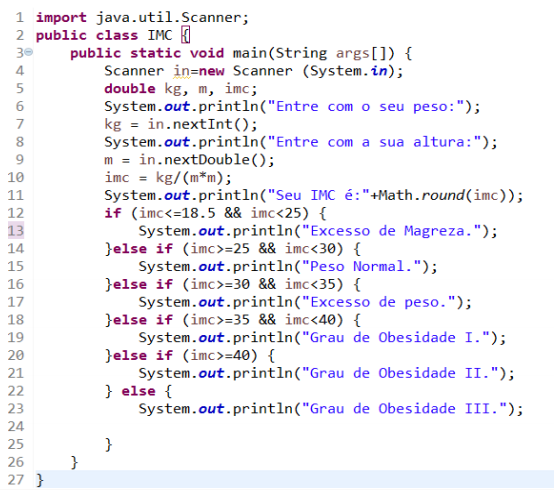 1 import java.util.Scanner;
2 public class IMC {
3 public static void main(String args[]) {
4 Scanner in=new Scanner (System.in);
5 double kg, m, imc;
6 System.out.println("Entre com o seu peso:");
7 kg = in.nextInt();
8 System.out.println("Entre com a sua altura:");
9 m = in.nextDouble();
10 imc = kg/(m*m);
11 System.out.println("Seu IMC é:"+Math.round(imc));
12 if (imc<=18.5 && imc<25) {
13 System.out.println("Excesso de Magreza.");
14 }else if (imc>=25 && imc<30) {
15 System.out.println("Peso Normal.");
16 }else if (imc>=30 && imc<35) {
17 System.out.println("Excesso de peso.");
18 }else if (imc>=35 && imc<40) {
19 System.out.println("Grau de Obesidade I.");
20 }else if (imc>=40) {
21 System.out.println("Grau de Obesidade II.");
22 } else {
23 System.out.println("Grau de Obesidade III.");
24
25 }
26 }
27 }